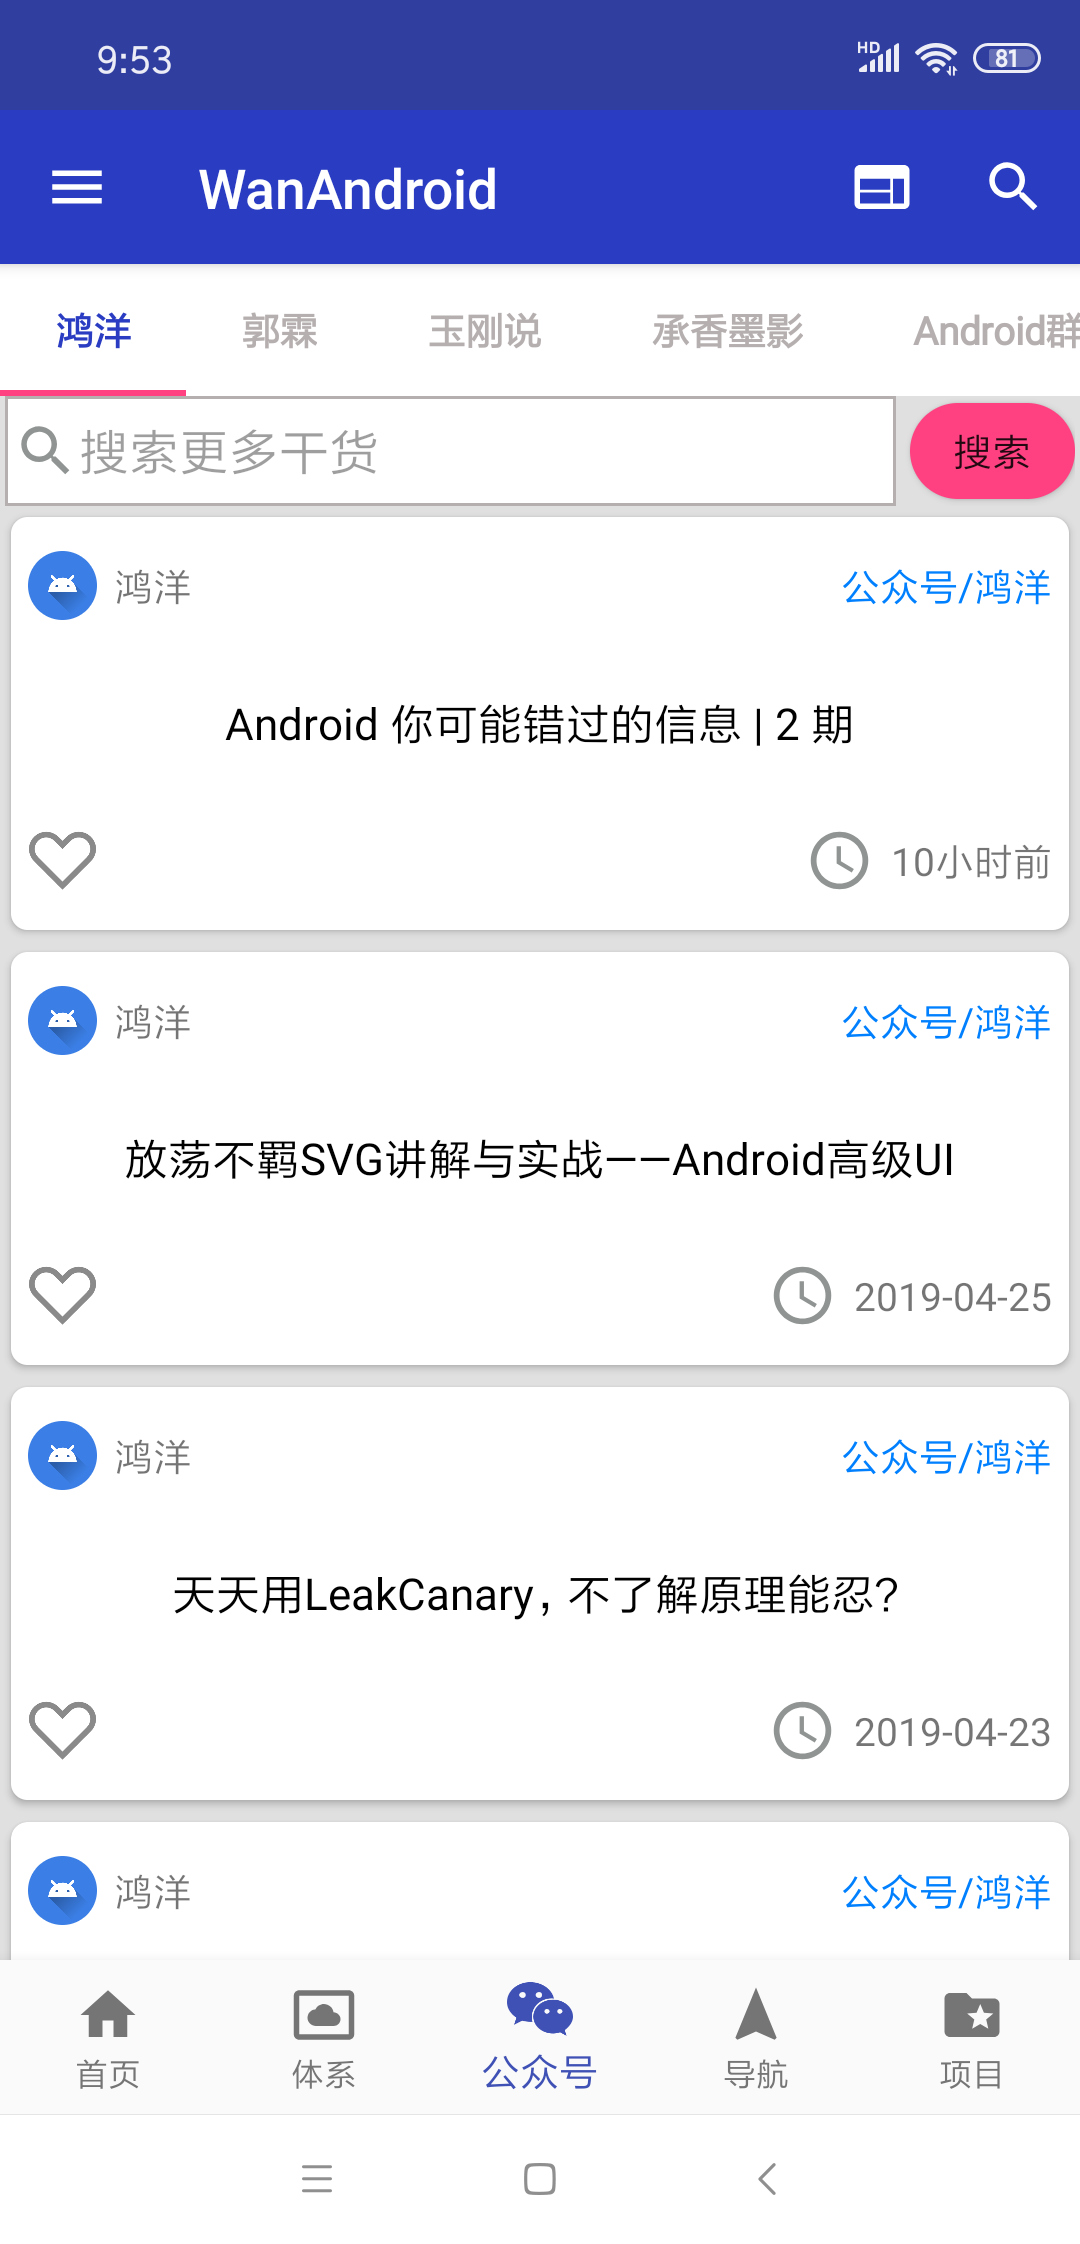 9:53
HD
81
WanAndroid
鸿洋 郭霖 玉刚说 承香墨影 Android群
搜索更多干货
搜索
鸿洋 公众号/鸿洋
Android 你可能错过的信息 | 2 期
10小时前
鸿洋 公众号/鸿洋
放荡不羁SVG讲解与实战——Android高级UI
2019-04-25
鸿洋 公众号/鸿洋
天天用LeakCanary，不了解原理能忍？
2019-04-23
鸿洋 公众号/鸿洋
首页 体系 公众号 导航 项目